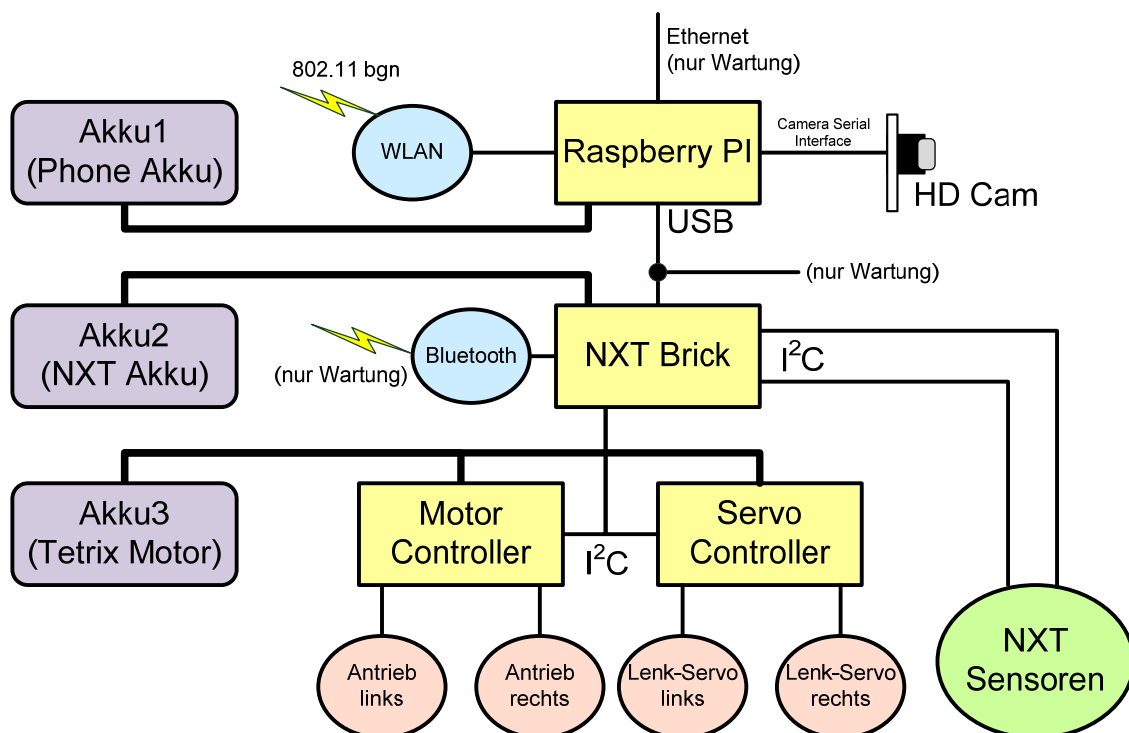 Ethernet
(nur Wartung)
802.11 bgn
Akku1
(Phone Akku)
WLAN
Raspberry PI
Camera Serial
Interface
HD Cam
USB
(nur Wartung)
Akku2
(NXT Akku)
Bluetooth
(nur Wartung)
NXT Brick
I²C
Akku3
(Tetrix Motor)
Motor
Controller
I²C
Servo
Controller
Antrieb
links
Antrieb
rechts
Lenk-Servo
links
Lenk-Servo
rechts
NXT
Sensoren